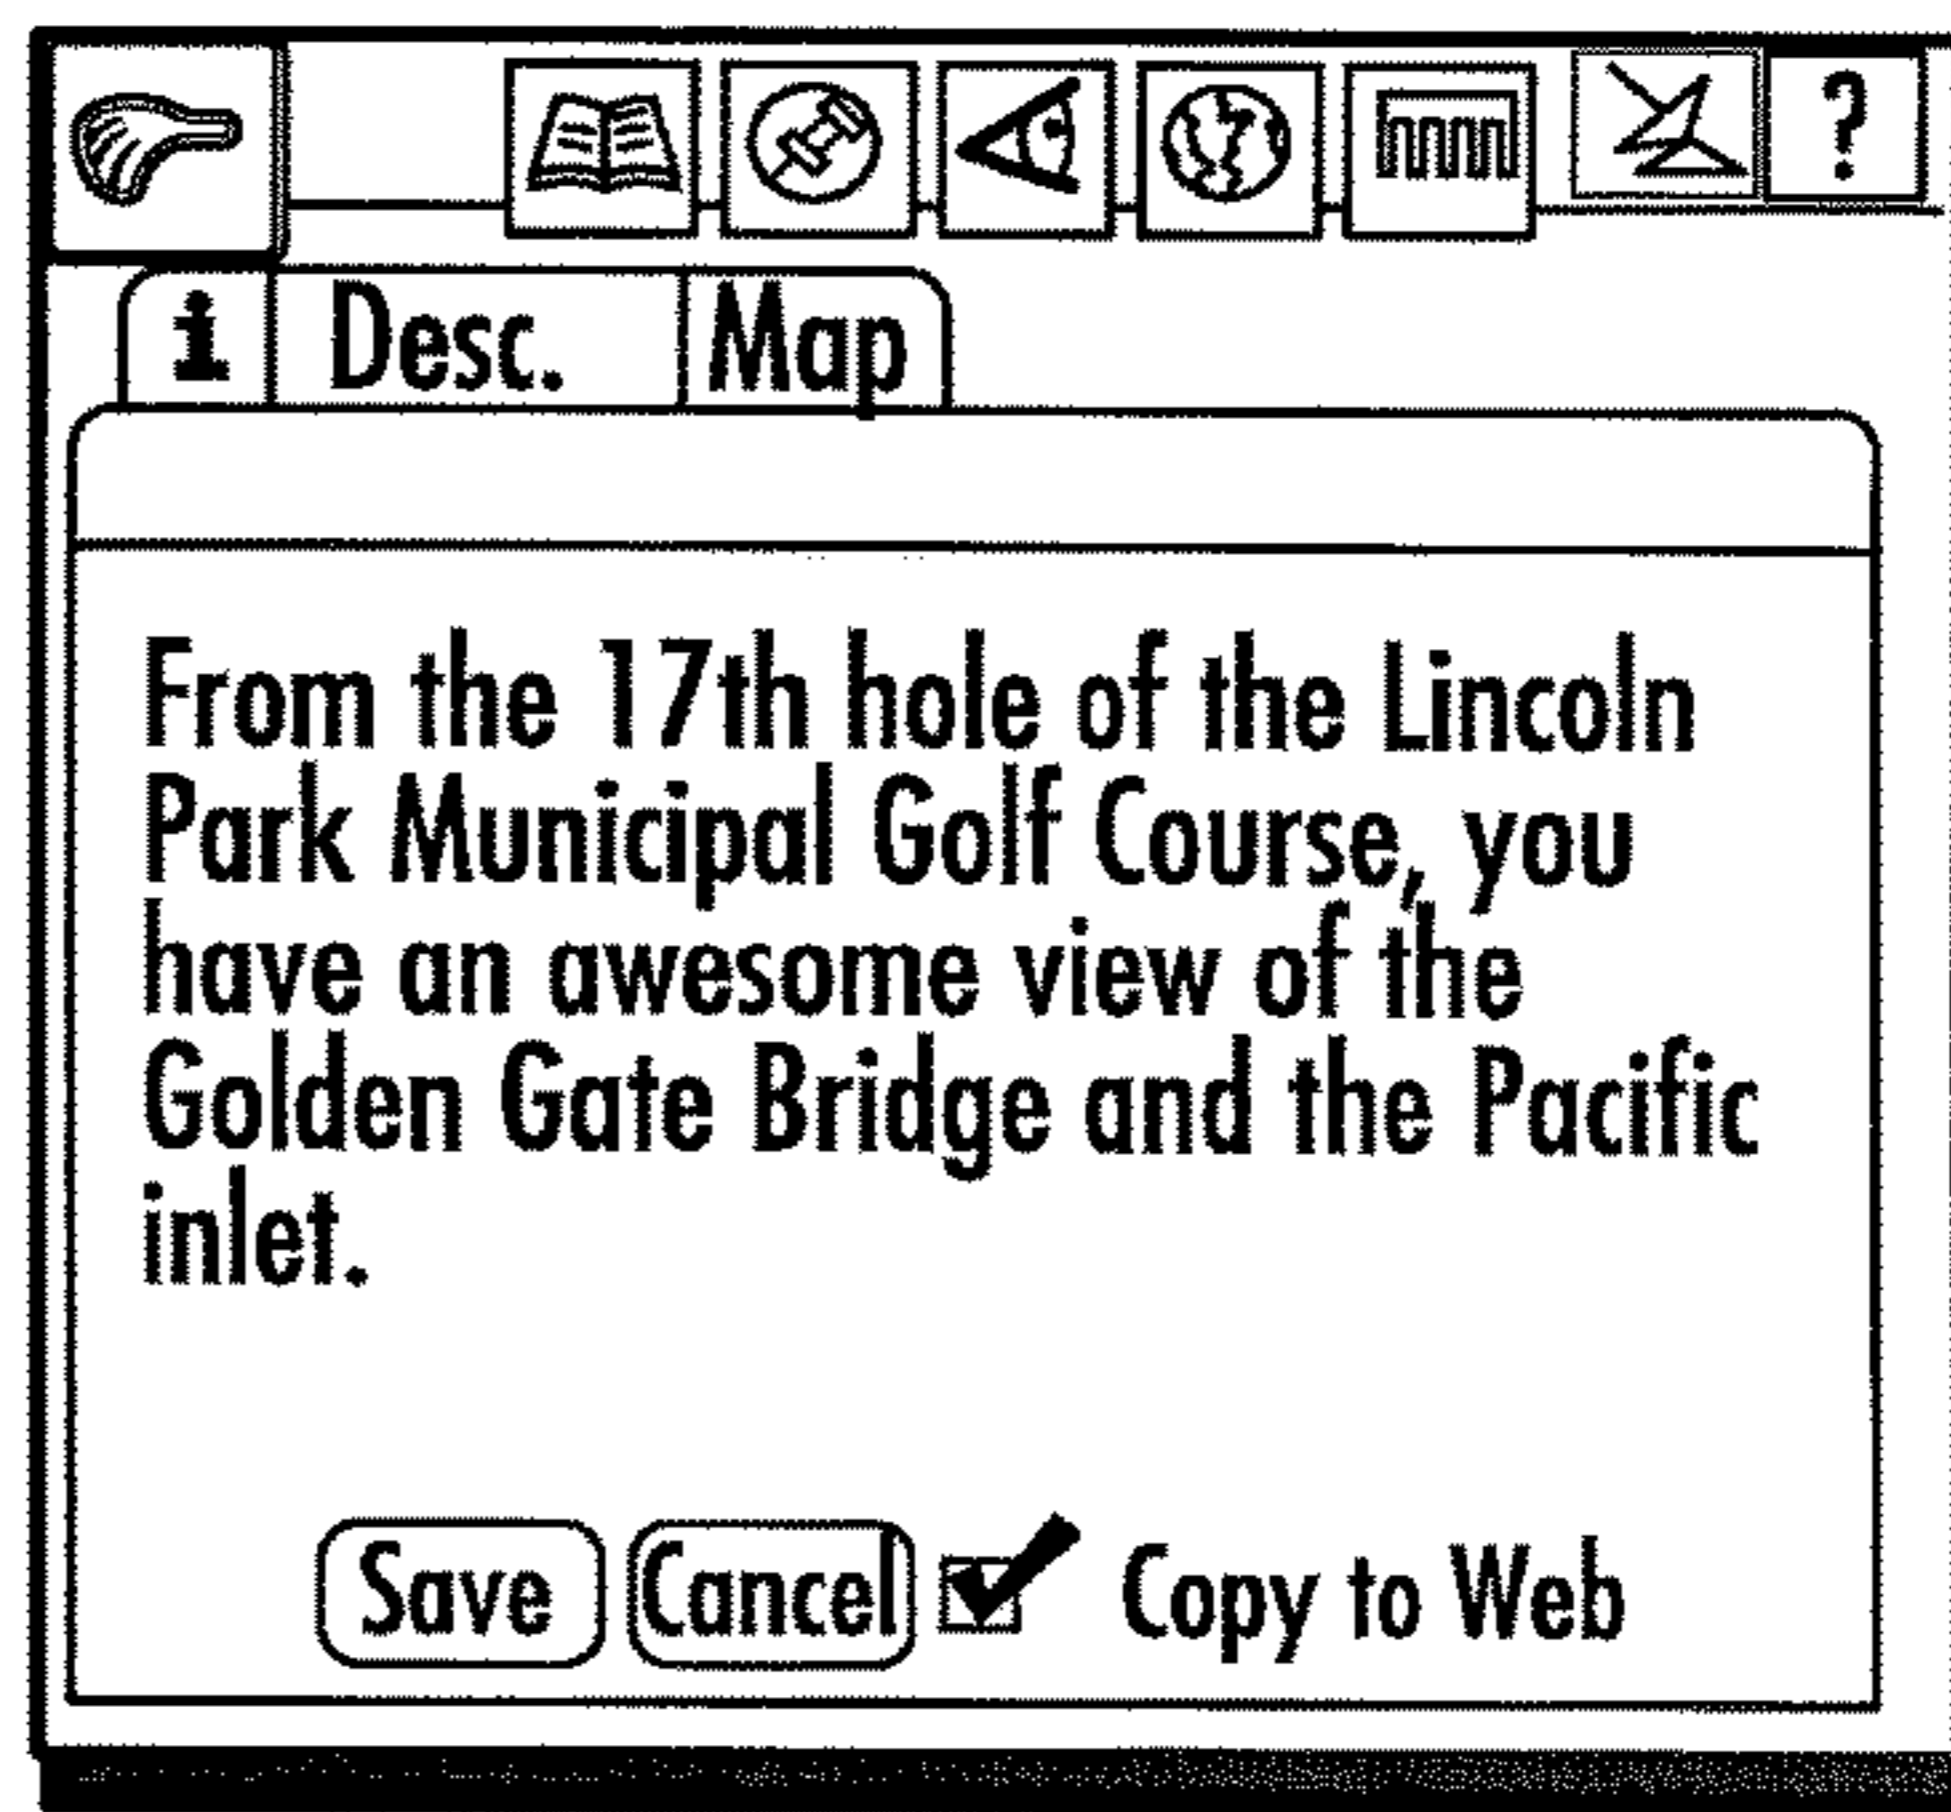 ?
i Desc. Map
From the 17th hole of the Lincoln
Park Municipal Golf Course, you
have an awesome view of the
Golden Gate Bridge and the Pacific
inlet.
Save Cancel Copy to Web